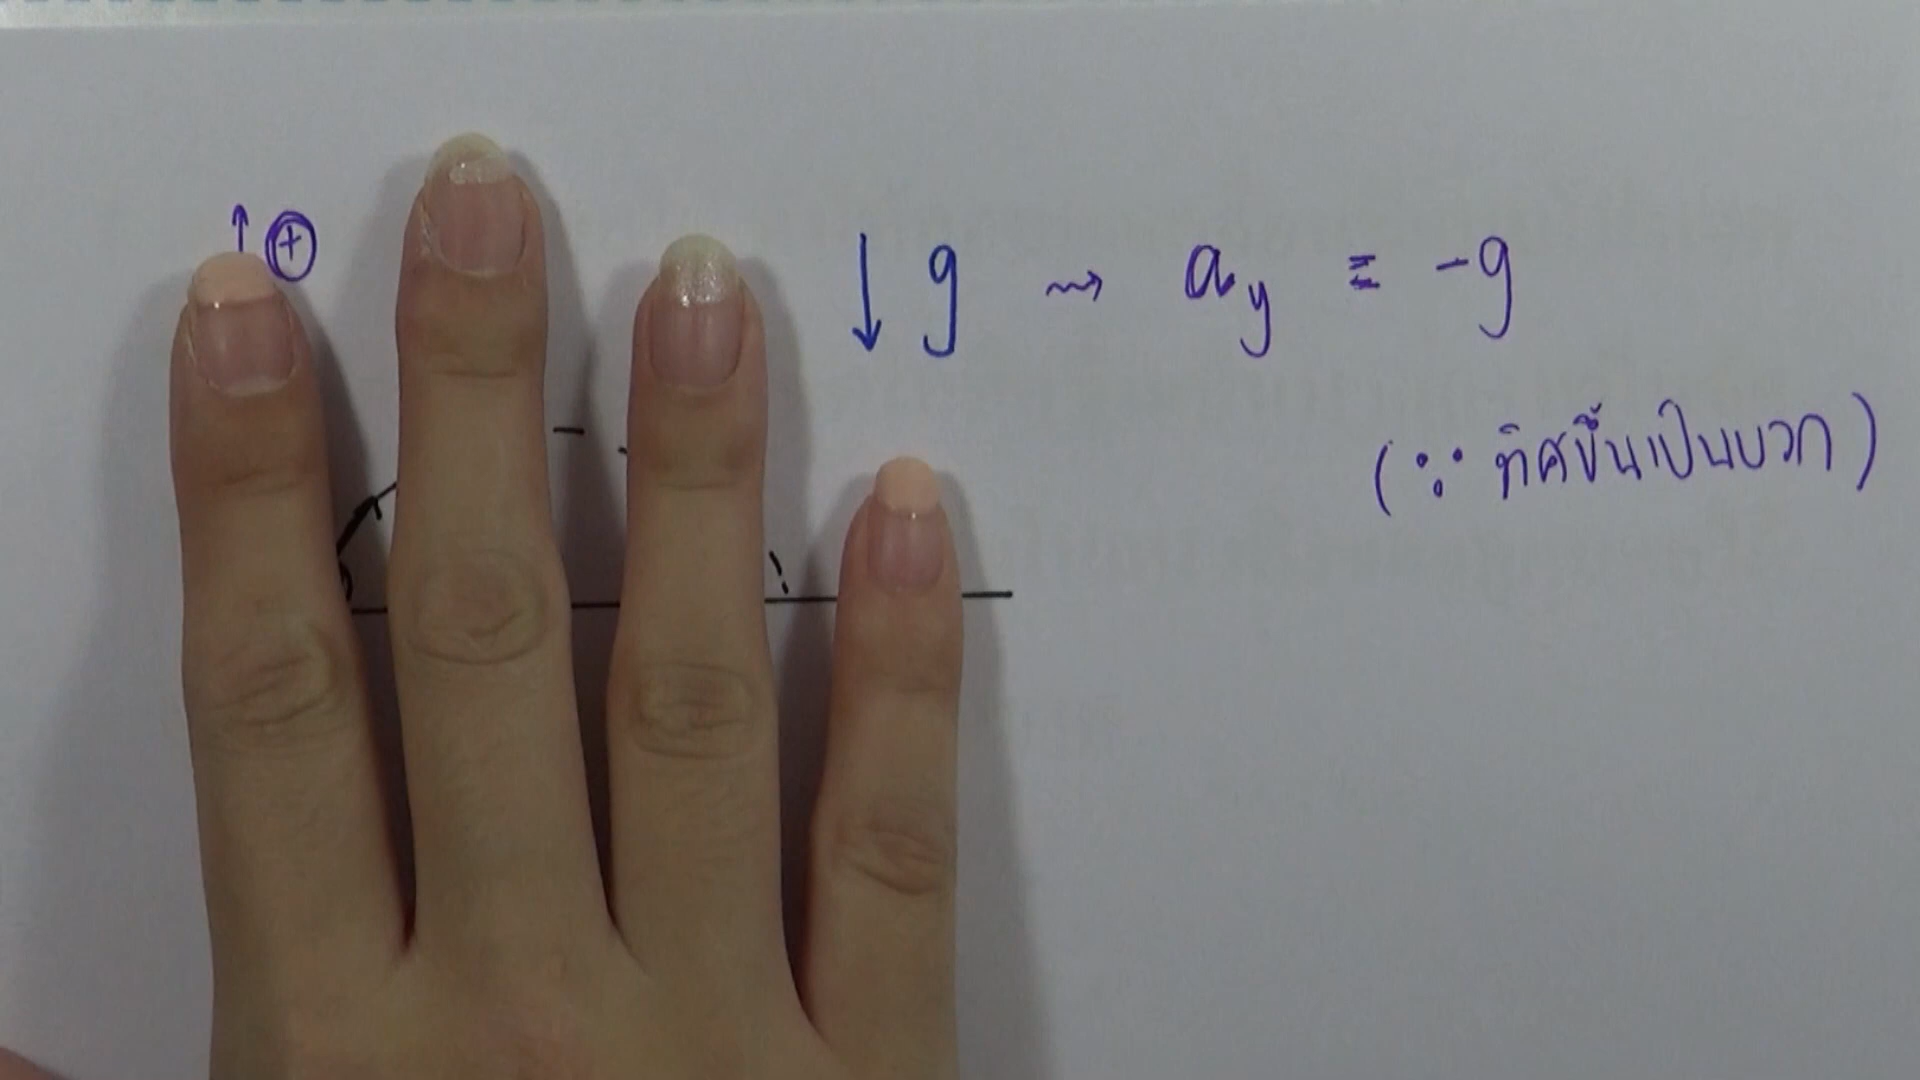 ↑ ⊕ ↓ g ⇝ a_y = -g
(∵ ทิศขึ้นเป็นบวก)